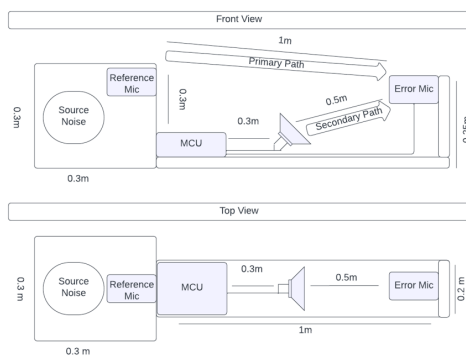 Front View
1m
Primary Path
Reference
Mic
Error Mic
0.3m
Source
Noise
0.3m
0.5m
Secondary Path
0.3m
MCU
0.3m
Top View
0.3 m
Source
Noise
Reference
Mic
MCU
0.3m
0.5m
Error Mic
0.2 m
1m
0.3 m